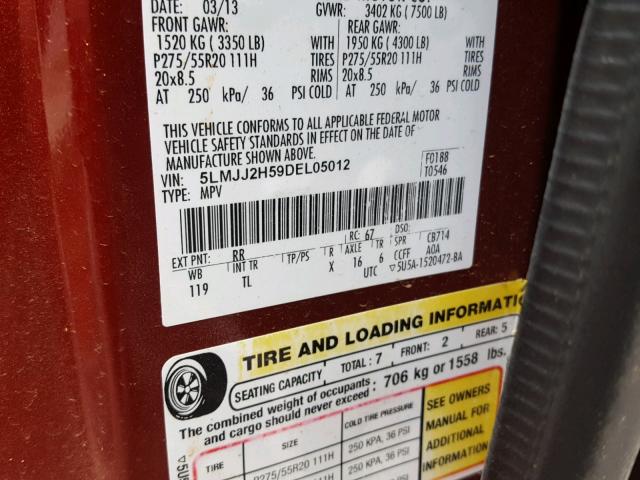 DATE: 03/13 GVWR: 3402 KG (7500 LB)
FRONT GAWR: REAR GAWR:
1520 KG (3350 LB) WITH 1950 KG (4300 LB) WITH
P275/55R20 111H TIRES P275/55R20 111H TIRES
20x8.5 RIMS 20x8.5 RIMS
AT 250 kPa/ 36 PSI COLD AT 250 kPa/ 36 PSI COLD
THIS VEHICLE CONFORMS TO ALL APPLICABLE FEDERAL MOTOR
VEHICLE SAFETY STANDARDS IN EFFECT ON THE DATE OF
MANUFACTURE SHOWN ABOVE.
VIN: 5LMJJ2H59DEL05012 F0188
TYPE: MPV T0546
EXT PNT: RR RC: 67 DSO:
WB INT TR TP/PS R AXLE TR SPR CB714
119 TL X 16 6 CCFF A0A
UTC ▽5U5A-1520472-BA
TIRE AND LOADING INFORMATIO
SEATING CAPACITY TOTAL: 7 FRONT: 2 REAR: 5
The combined weight of occupants
and cargo should never exceed : 706 kg or 1558 lbs.
TIRE SIZE COLD TIRE PRESSURE
P275/55R20 111H 250 KPA, 36 PSI
250 KPA, 36 PSI
SEE OWNERS
MANUAL FOR
ADDITIONAL
INFORMATION